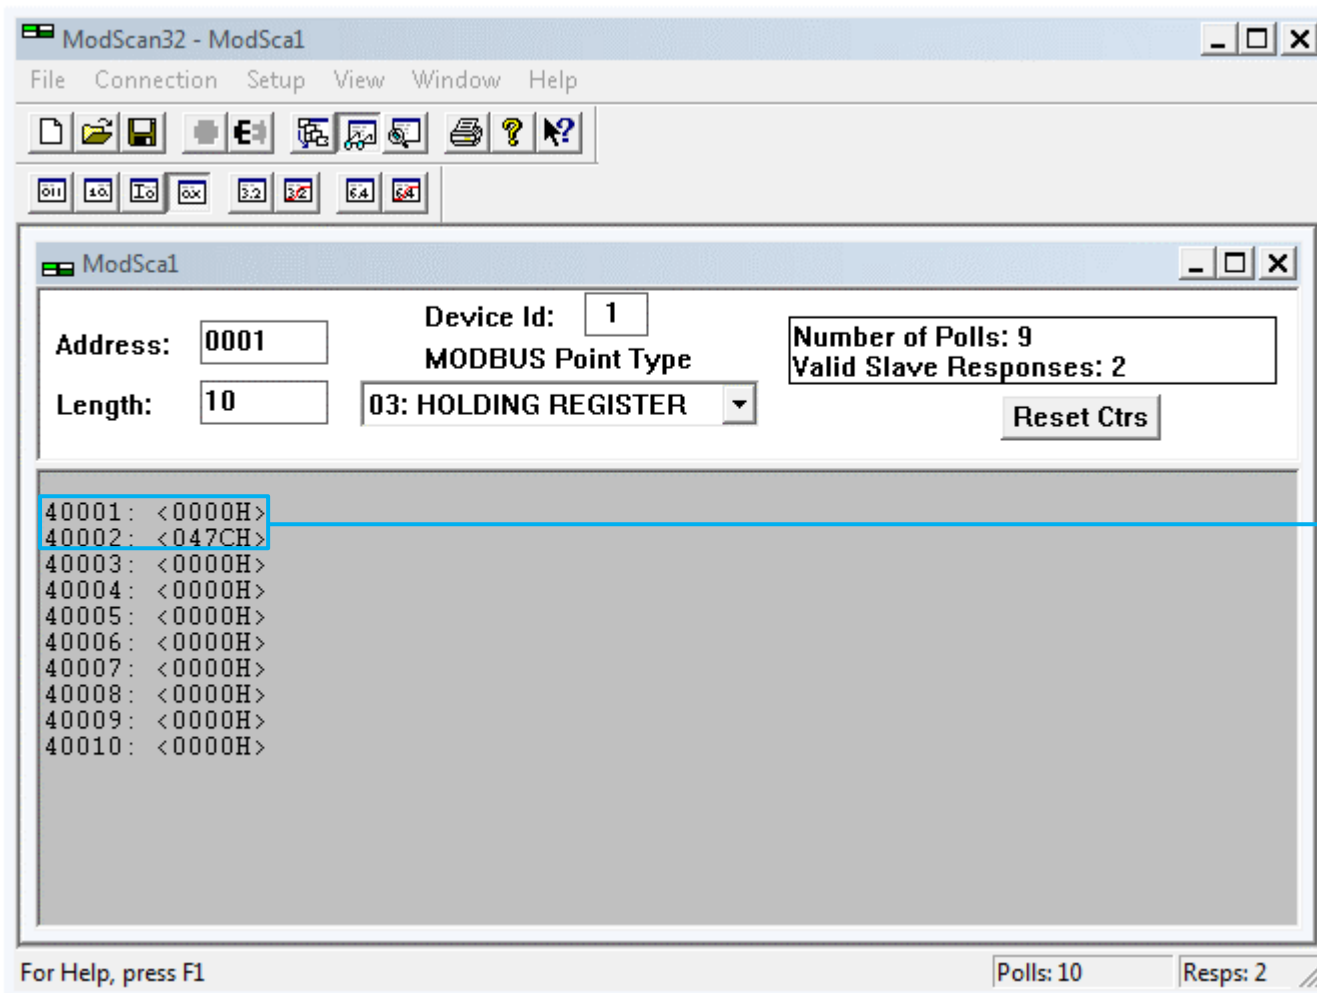 ModScan32 - ModSca1
File Connection Setup View Window Help
ModSca1
Device Id: 1
Address: 0001
MODBUS Point Type
Length: 10
03: HOLDING REGISTER
Number of Polls: 9
Valid Slave Responses: 2
Reset Ctrs
40001: <0000H>
40002: <047CH>
40003: <0000H>
40004: <0000H>
40005: <0000H>
40006: <0000H>
40007: <0000H>
40008: <0000H>
40009: <0000H>
40010: <0000H>
For Help, press F1
Polls: 10
Resps: 2